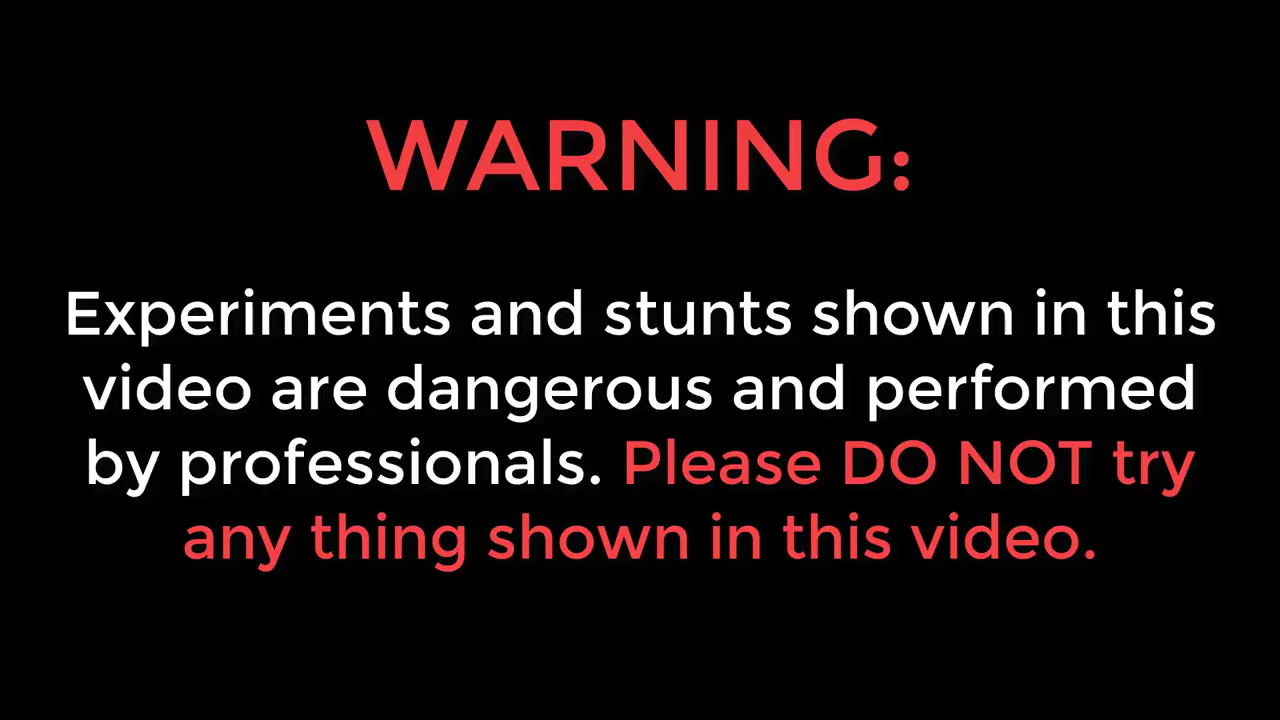 WARNING:
Experiments and stunts shown in this
video are dangerous and performed
by professionals. Please DO NOT try
any thing shown in this video.